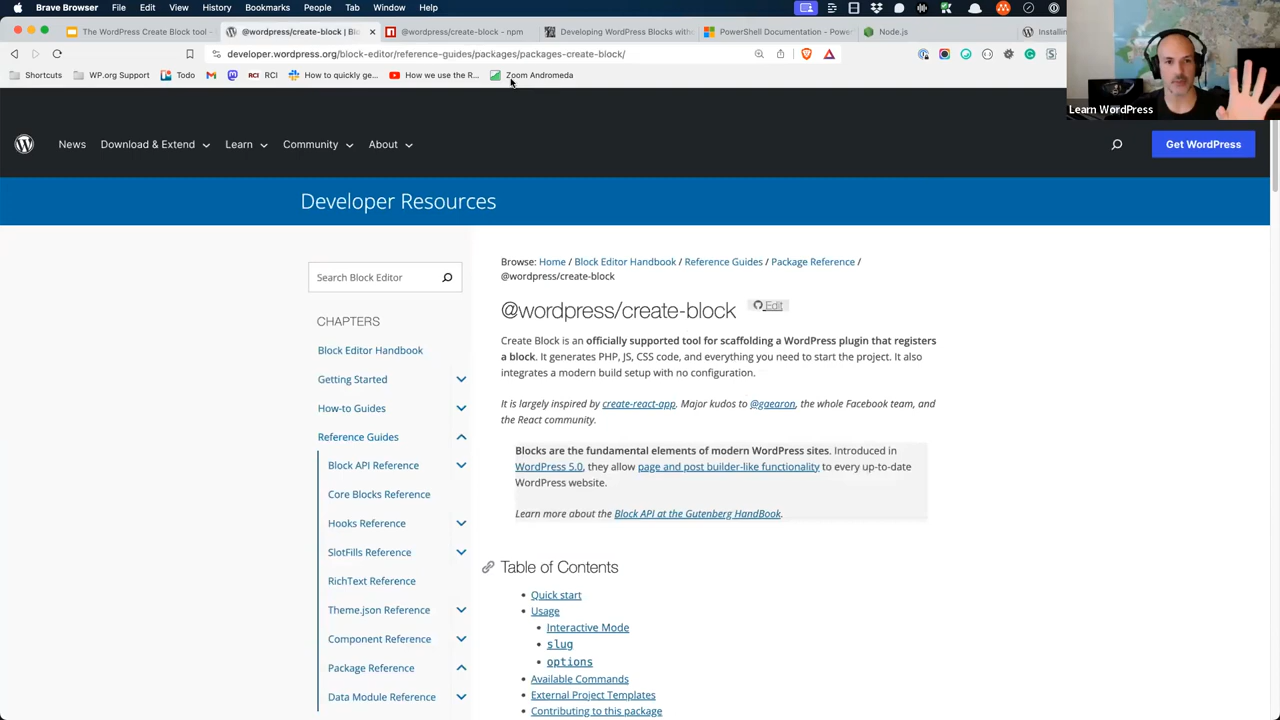 Brave Browser File Edit View History Bookmarks People Tab Window Help
The WordPress Create Block tool -
@wordpress/create-block | Blo
@wordpress/create-block - npm
Developing WordPress Blocks with
PowerShell Documentation - Power
Node.js
Installin
developer.wordpress.org/block-editor/reference-guides/packages/packages-create-block/
Shortcuts WP.org Support Todo RCI RCI How to quickly ge... How we use the R... Zoom Andromeda
Learn WordPress
News Download & Extend Learn Community About
Get WordPress
Developer Resources
Search Block Editor
CHAPTERS
Block Editor Handbook
Getting Started
How-to Guides
Reference Guides
Block API Reference
Core Blocks Reference
Hooks Reference
SlotFills Reference
RichText Reference
Theme.json Reference
Component Reference
Package Reference
Data Module Reference
Browse: Home / Block Editor Handbook / Reference Guides / Package Reference /
@wordpress/create-block
@wordpress/create-block Edit
Create Block is an officially supported tool for scaffolding a WordPress plugin that registers
a block. It generates PHP, JS, CSS code, and everything you need to start the project. It also
integrates a modern build setup with no configuration.
It is largely inspired by create-react-app. Major kudos to @gaearon, the whole Facebook team, and
the React community.
Blocks are the fundamental elements of modern WordPress sites. Introduced in
WordPress 5.0, they allow page and post builder-like functionality to every up-to-date
WordPress website.
Learn more about the Block API at the Gutenberg HandBook.
Table of Contents
Quick start
Usage
Interactive Mode
slug
options
Available Commands
External Project Templates
Contributing to this package